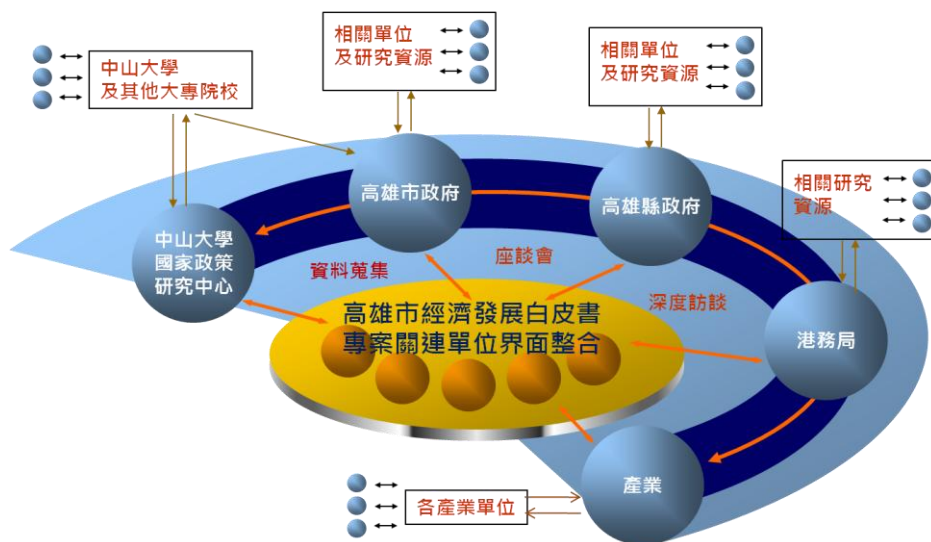 相關單位
及研究資源
相關單位
及研究資源
中山大學
及其他大專院校
相關研究
資源
高雄市政府
高雄縣政府
中山大學
國家政策
研究中心
資料蒐集
座談會
深度訪談
高雄市經濟發展白皮書
專案關連單位界面整合
港務局
產業
各產業單位